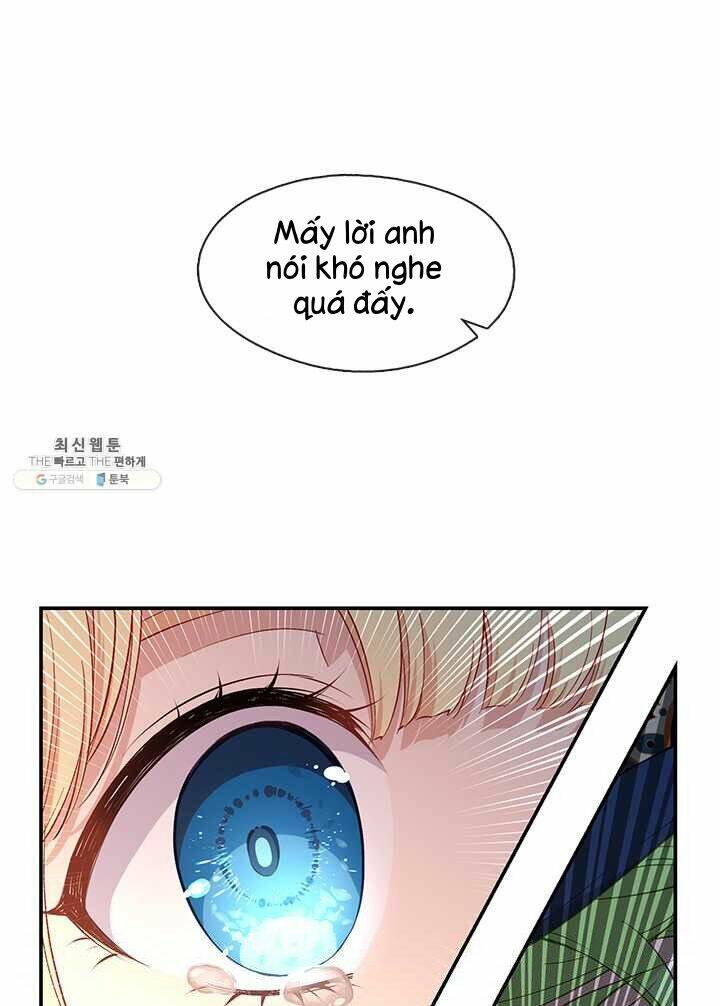 Mấy lời anh
nói khó nghe
quá đấy.
최신웹툰
THE 빠르고 THE 편하게
구글검색 툰북